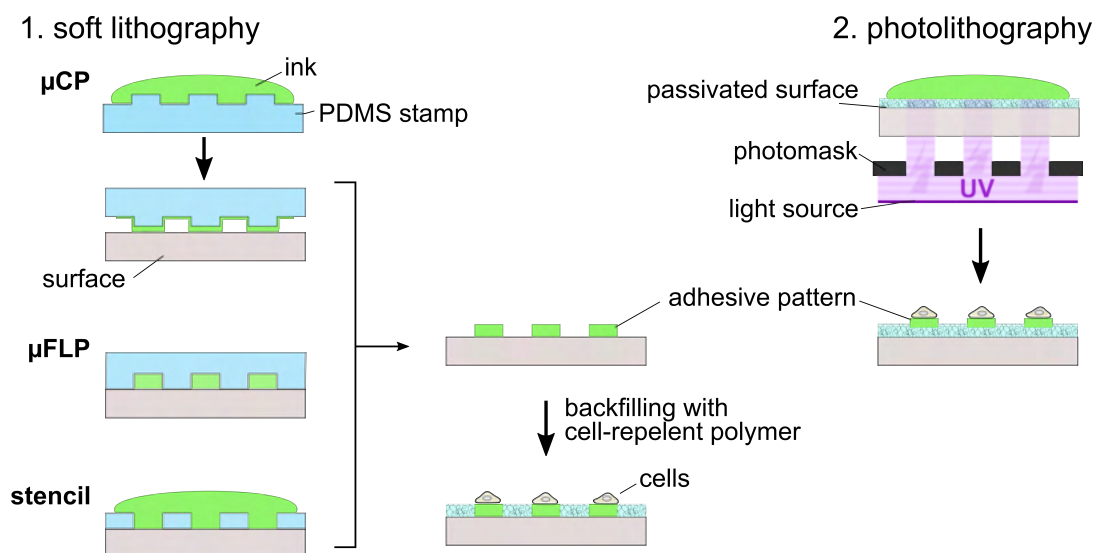 1. soft lithography
µCP
ink
PDMS stamp
surface
µFLP
stencil
adhesive pattern
backfilling with
cell-repelent polymer
cells
2. photolithography
passivated surface
photomask
UV
light source